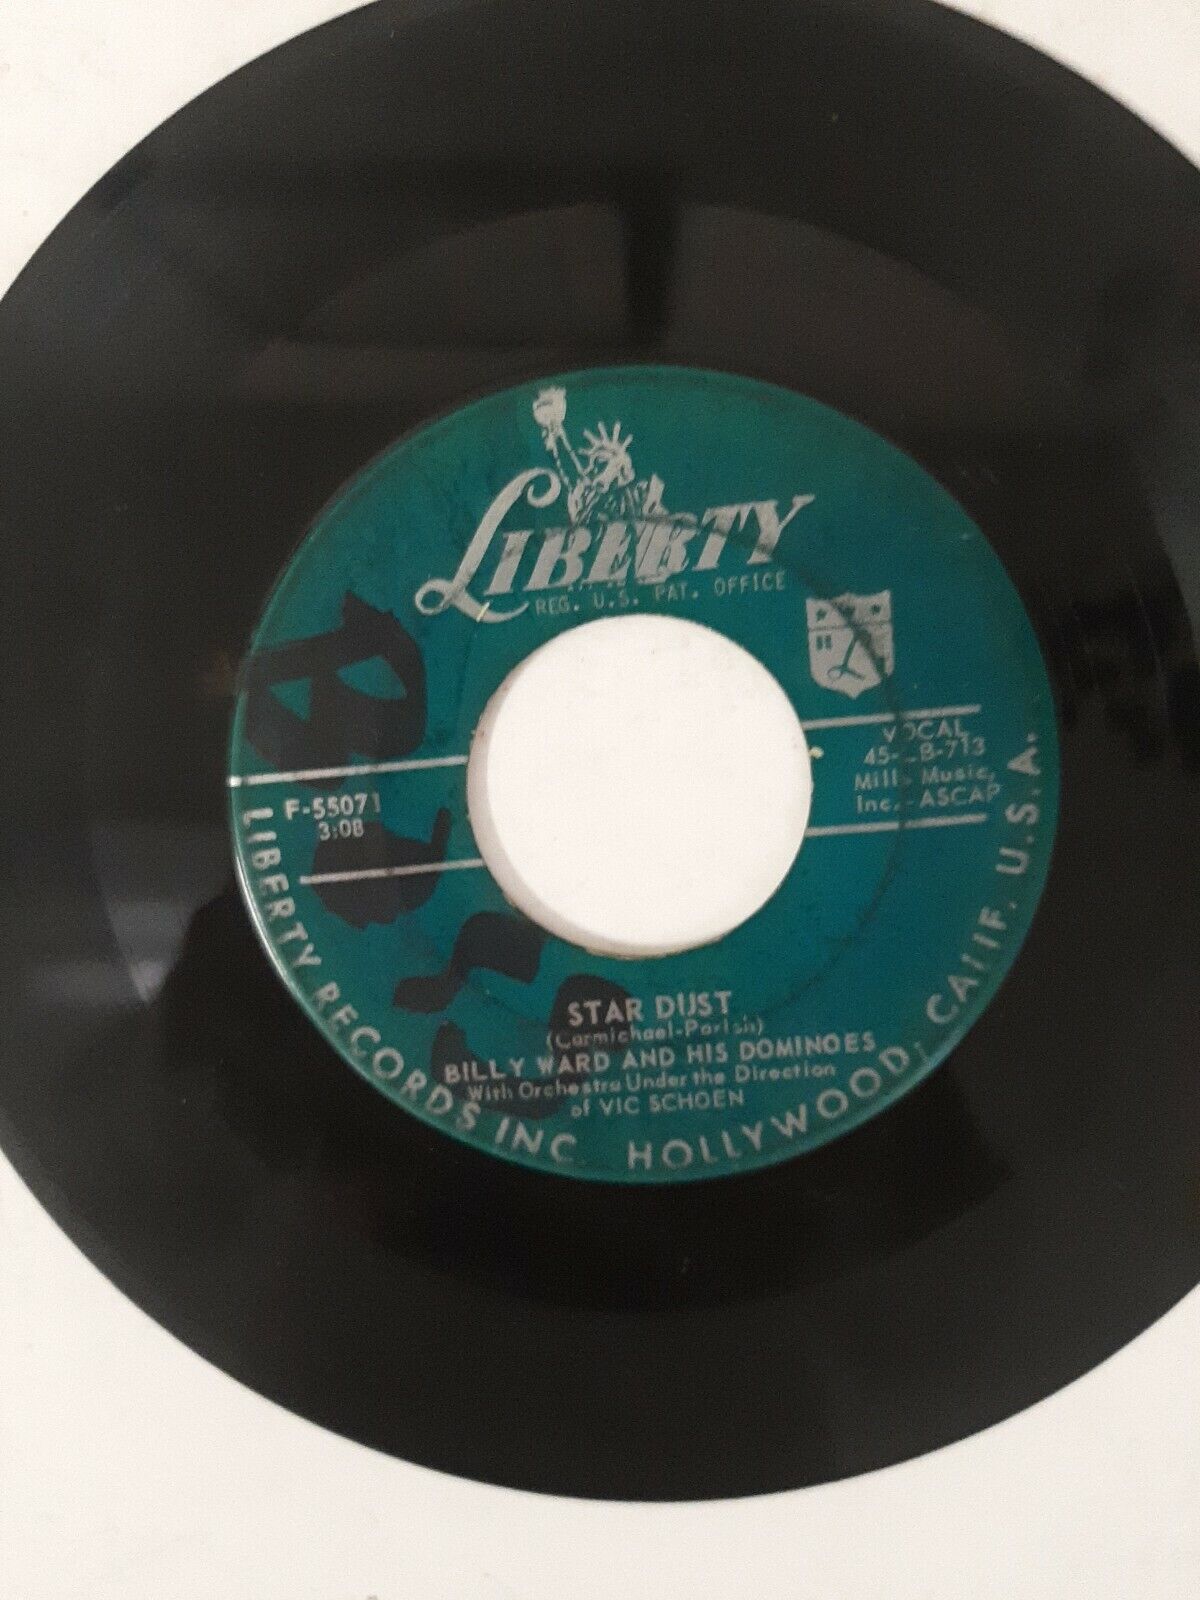 LIBERTY
REG. U.S. PAT. OFFICE
VOCAL
45-LB-713
Mills Music,
Inc.-ASCAP
F-55071
3:08
STAR DUST
(Carmichael-Parish)
BILLY WARD AND HIS DOMINOES
With Orchestra Under the Direction
of VIC SCHOEN
LIBERTY RECORDS INC. HOLLYWOOD, CALIF. U.S.A.